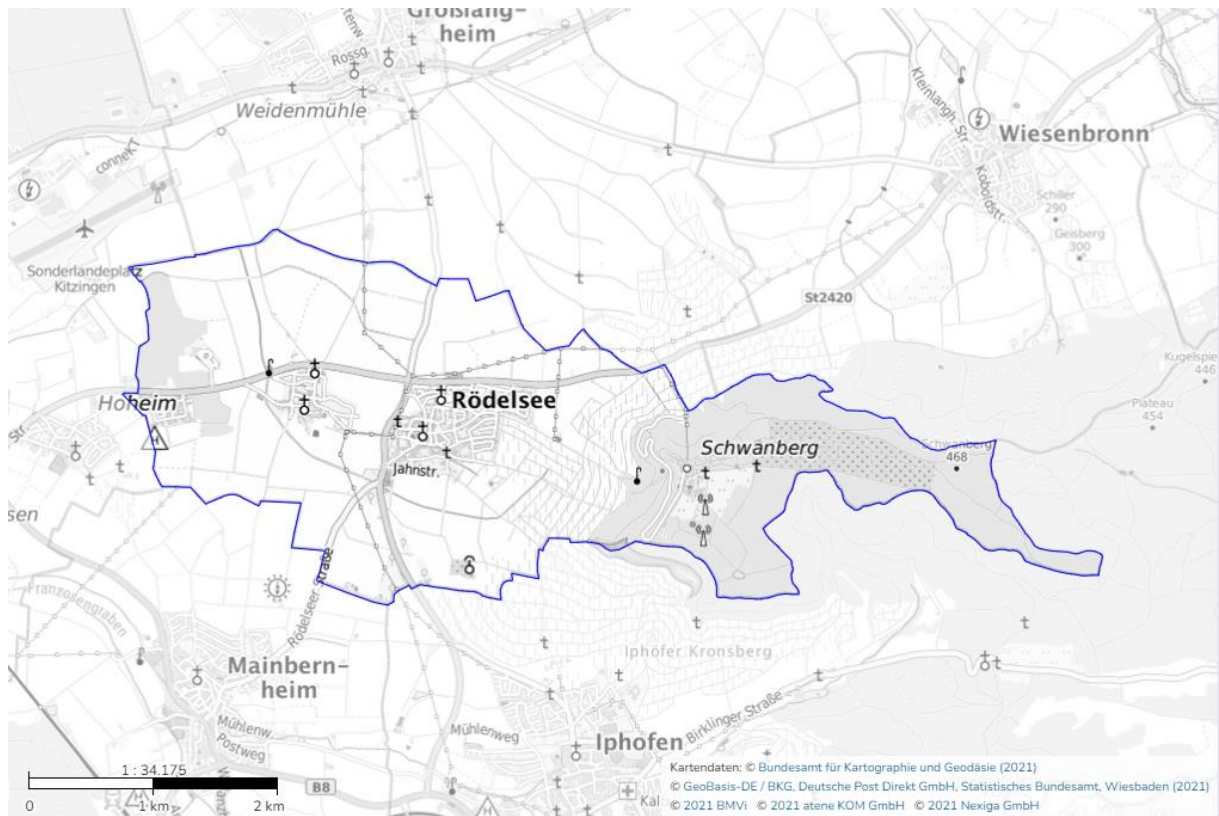 Großlang-
heim
Rossg.
Weidenmühle
conneKT
Kleinlangh. Str
Wiesenbronn
Koboldstr.
Schiller
290
Geisberg
300
Sonderlandeplatz
Kitzingen
St2420
Kugelspie
446
Plateau
454
Hoheim
Str.
Rödelsee
Schwanberg
Schwanberg
468
Jahnstr.
sen
Rödelseer Straße
Franzosengraben
Mainbern-
heim
Iphöfer Kronsberg
Mühlenw.
Postweg
Mühlenweg
Iphofen
Birklinger Straße
B8
Kal
1 : 34.175
0 1 km 2 km
Kartendaten: © Bundesamt für Kartographie und Geodäsie (2021)
© GeoBasis-DE / BKG, Deutsche Post Direkt GmbH, Statistisches Bundesamt, Wiesbaden (2021)
© 2021 BMVi © 2021 atene KOM GmbH © 2021 Nexiga GmbH